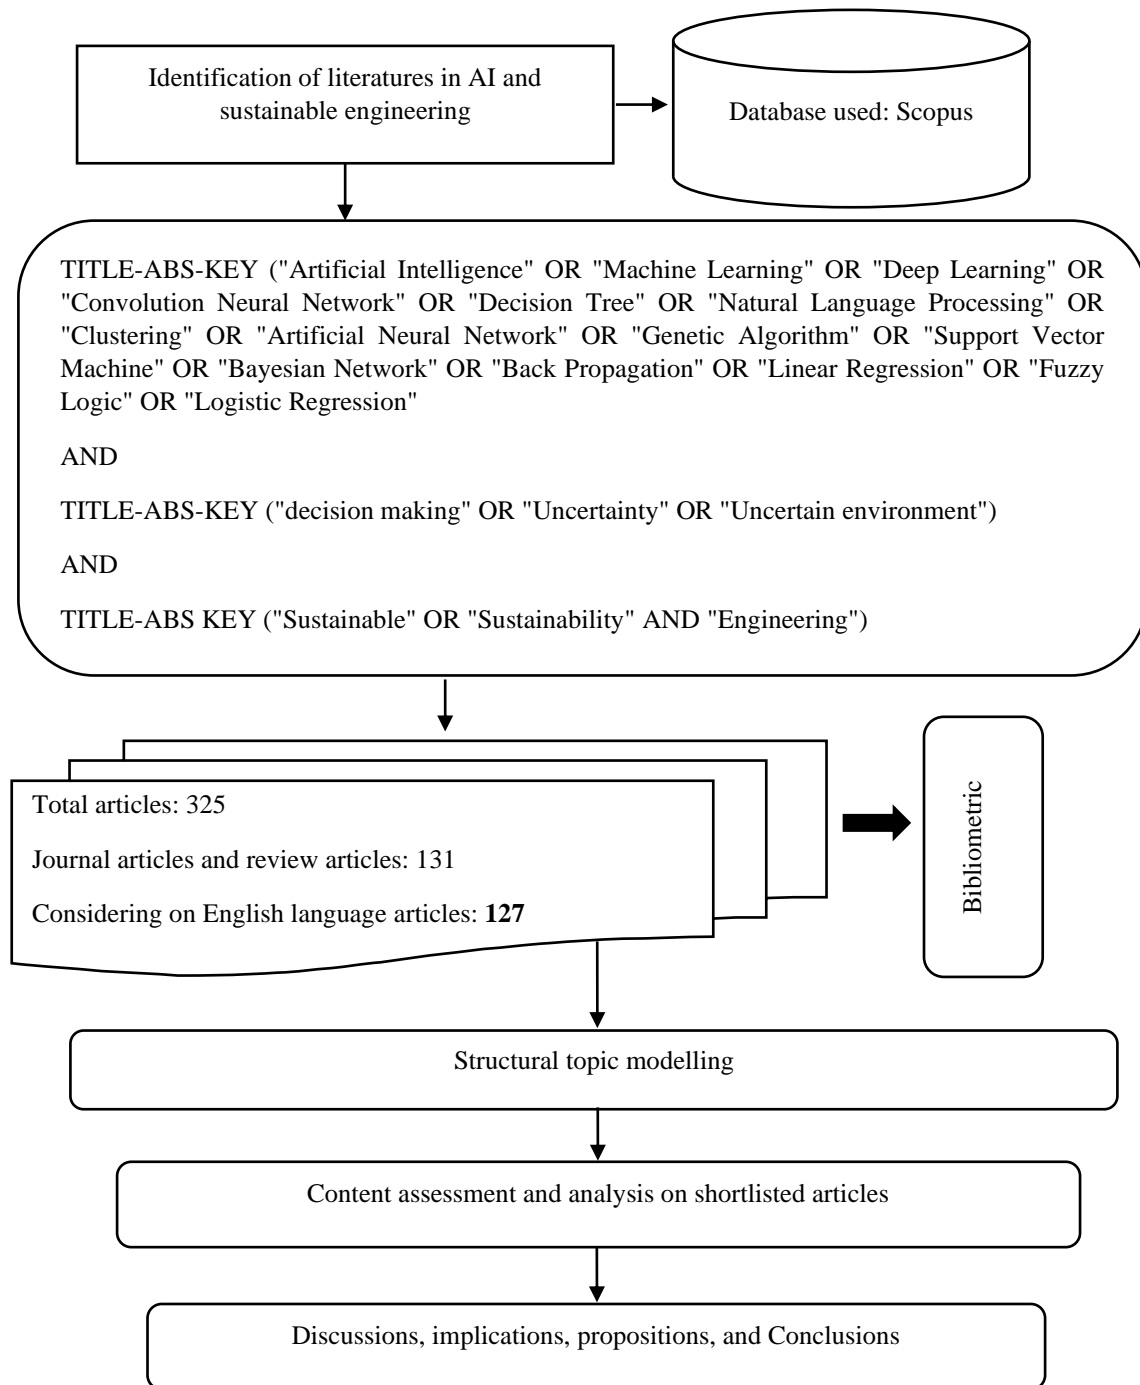 Identification of literatures in AI and
sustainable engineering
Database used: Scopus
TITLE-ABS-KEY ("Artificial Intelligence" OR "Machine Learning" OR "Deep Learning" OR
"Convolution Neural Network" OR "Decision Tree" OR "Natural Language Processing" OR
"Clustering" OR "Artificial Neural Network" OR "Genetic Algorithm" OR "Support Vector
Machine" OR "Bayesian Network" OR "Back Propagation" OR "Linear Regression" OR "Fuzzy
Logic" OR "Logistic Regression"
AND
TITLE-ABS-KEY ("decision making" OR "Uncertainty" OR "Uncertain environment")
AND
TITLE-ABS KEY ("Sustainable" OR "Sustainability" AND "Engineering")
Total articles: 325
Journal articles and review articles: 131
Considering on English language articles: 127
Bibliometric
Structural topic modelling
Content assessment and analysis on shortlisted articles
Discussions, implications, propositions, and Conclusions